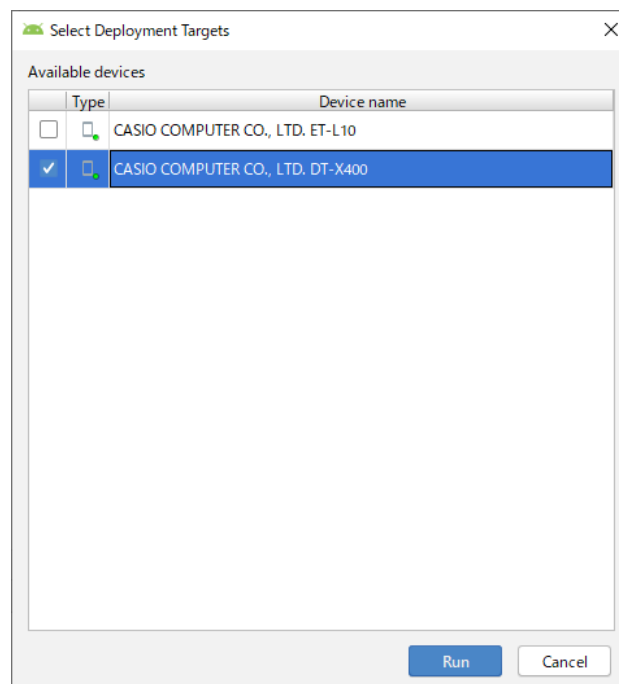 Select Deployment Targets
Available devices
Type Device name
CASIO COMPUTER CO., LTD. ET-L10
CASIO COMPUTER CO., LTD. DT-X400
Run Cancel